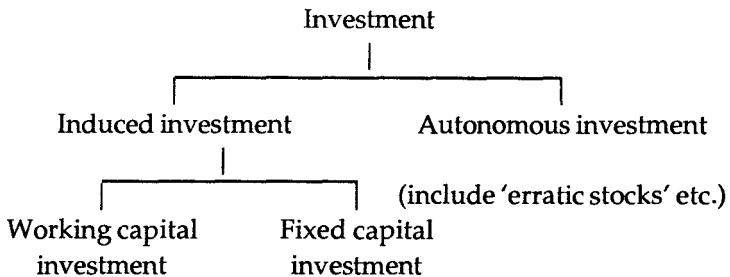 Investment
Induced investment
Autonomous investment
(include 'erratic stocks' etc.)
Working capital
investment
Fixed capital
investment